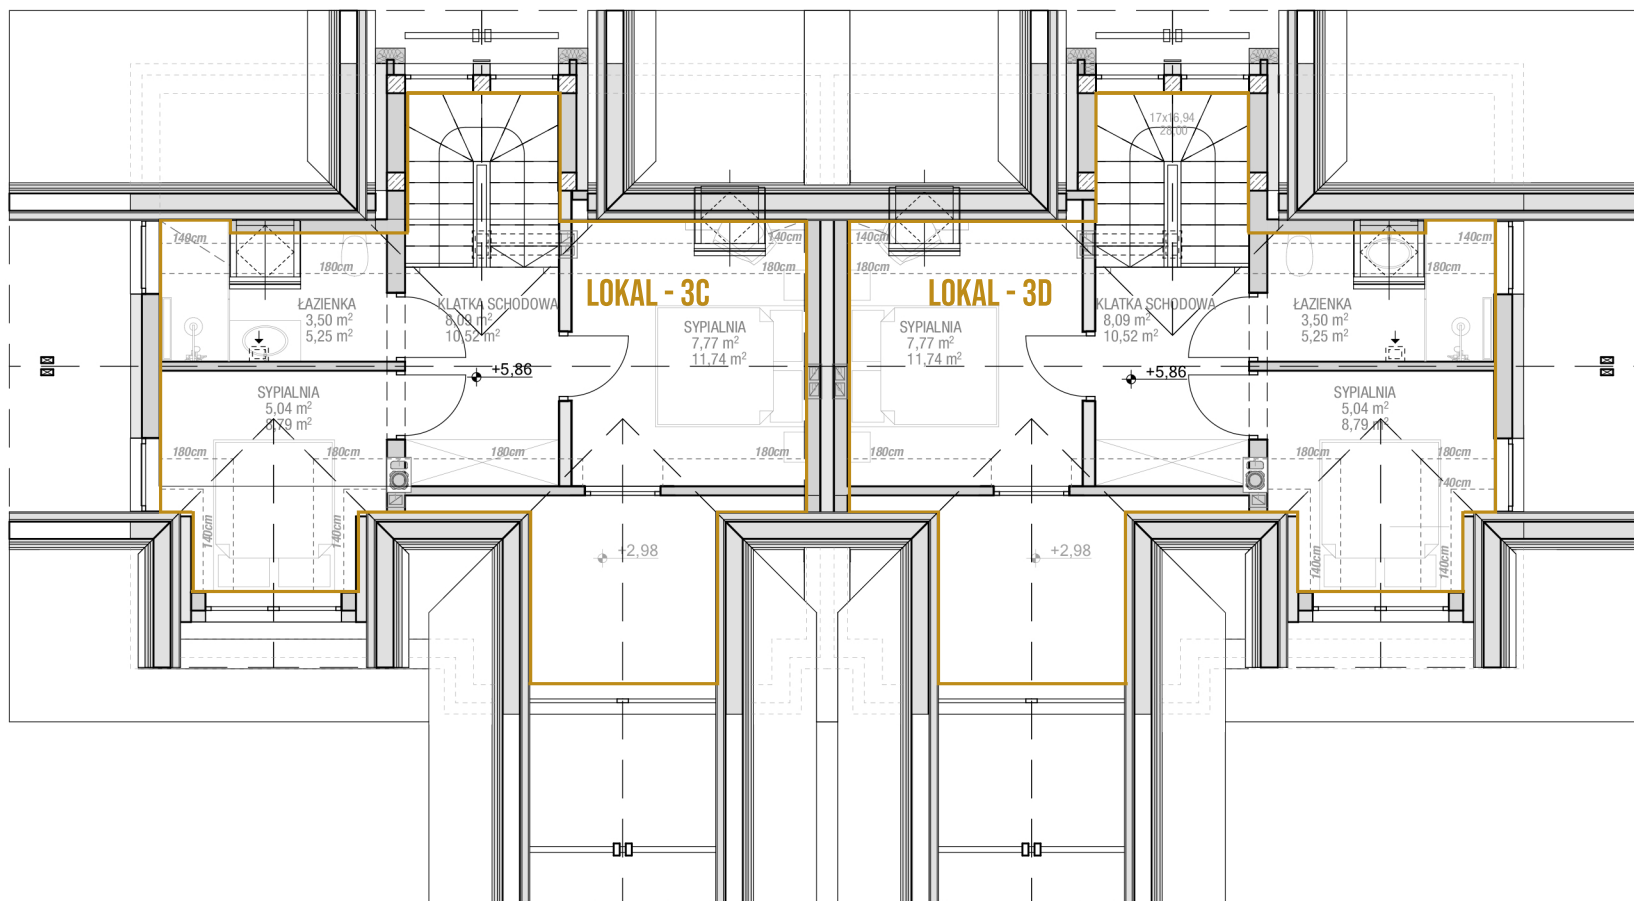 17x16,94
28,00
140cm
140cm
140cm
140cm
180cm
180cm
180cm
180cm
LOKAL - 3C
LOKAL - 3D
ŁAZIENKA
3,50 m²
5,25 m²
KLATKA SCHODOWA
8,09 m²
10,52 m²
SYPIALNIA
7,77 m²
11,74 m²
SYPIALNIA
7,77 m²
11,74 m²
KLATKA SCHODOWA
8,09 m²
10,52 m²
ŁAZIENKA
3,50 m²
5,25 m²
+5,86
+5,86
SYPIALNIA
5,04 m²
8,79 m²
SYPIALNIA
5,04 m²
8,79 m²
180cm
180cm
180cm
180cm
180cm
180cm
180cm
140cm
140cm
140cm
+2,98
+2,98
140cm
140cm